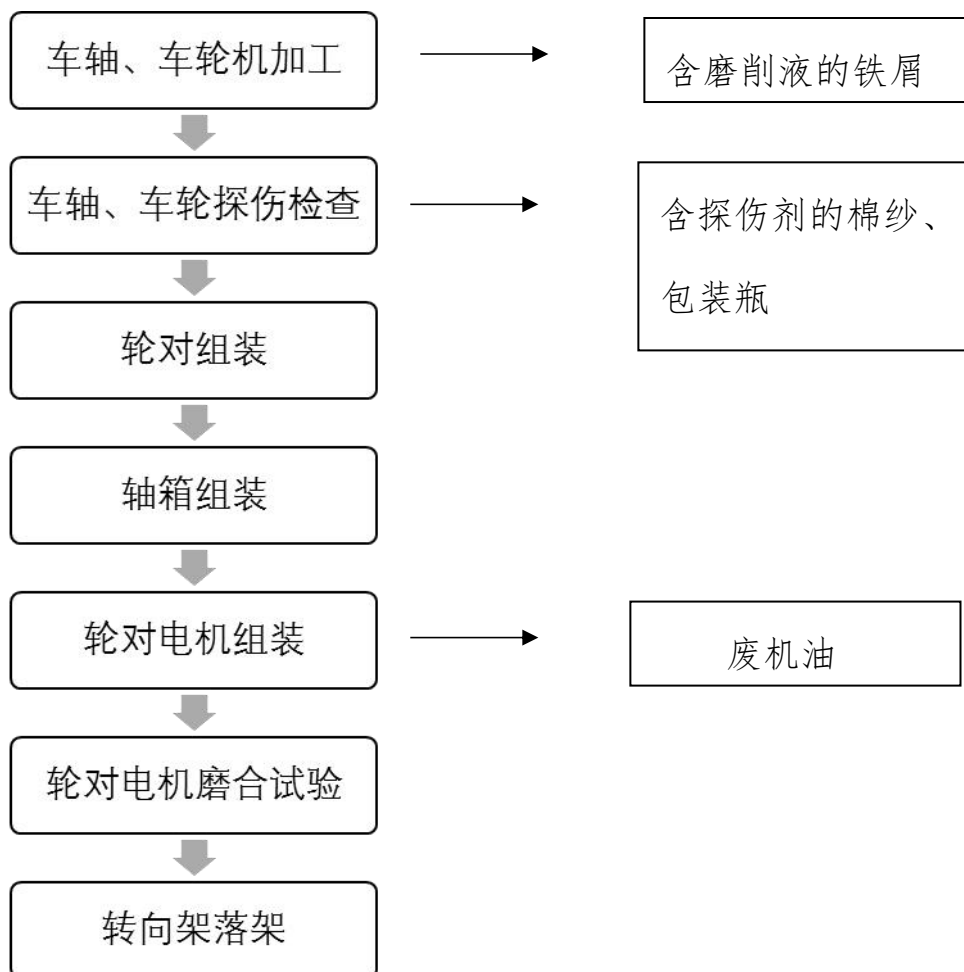 车轴、车轮机加工
含磨削液的铁屑
车轴、车轮探伤检查
含探伤剂的棉纱、
包装瓶
轮对组装
轴箱组装
轮对电机组装
废机油
轮对电机磨合试验
转向架落架